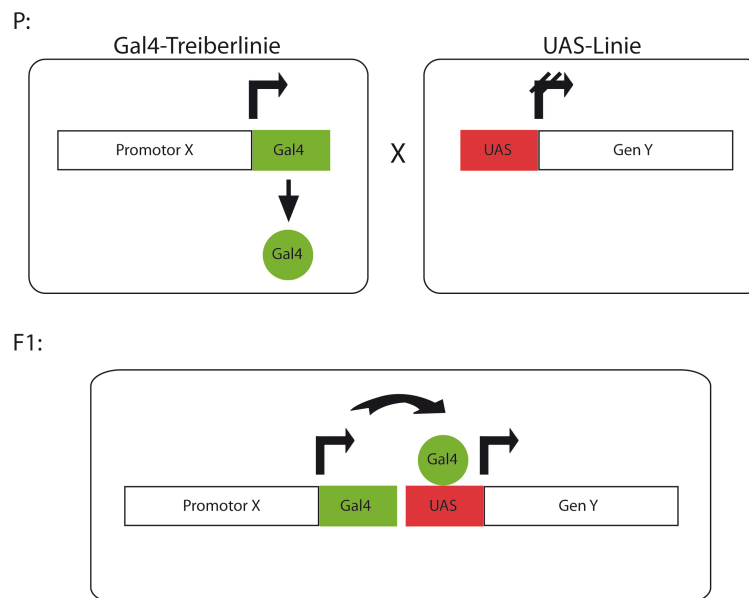 P:
Gal4-Treiberlinie
UAS-Linie
Promotor X
Gal4
X
UAS
Gen Y
Gal4
F1:
Gal4
Promotor X
Gal4
UAS
Gen Y